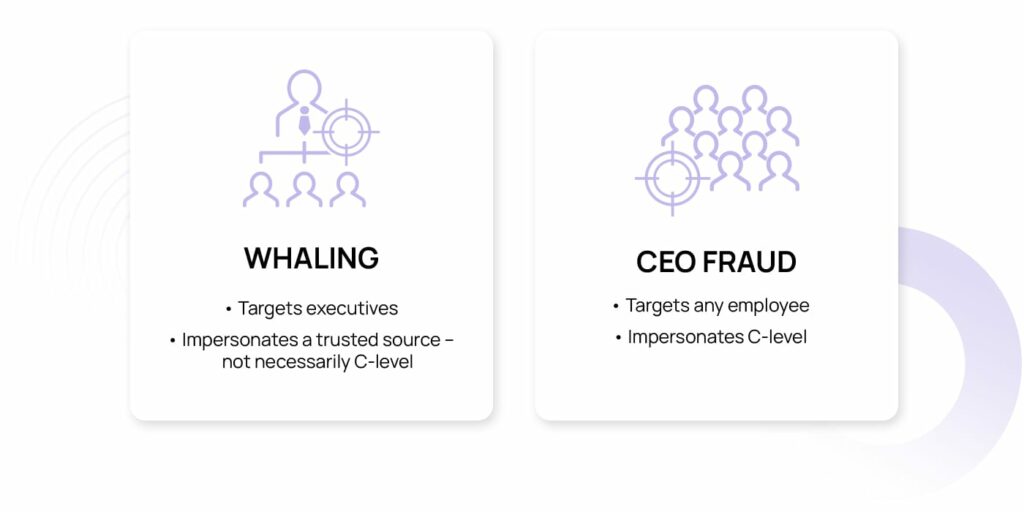 WHALING
• Targets executives
• Impersonates a trusted source –
not necessarily C-level
CEO FRAUD
• Targets any employee
• Impersonates C-level